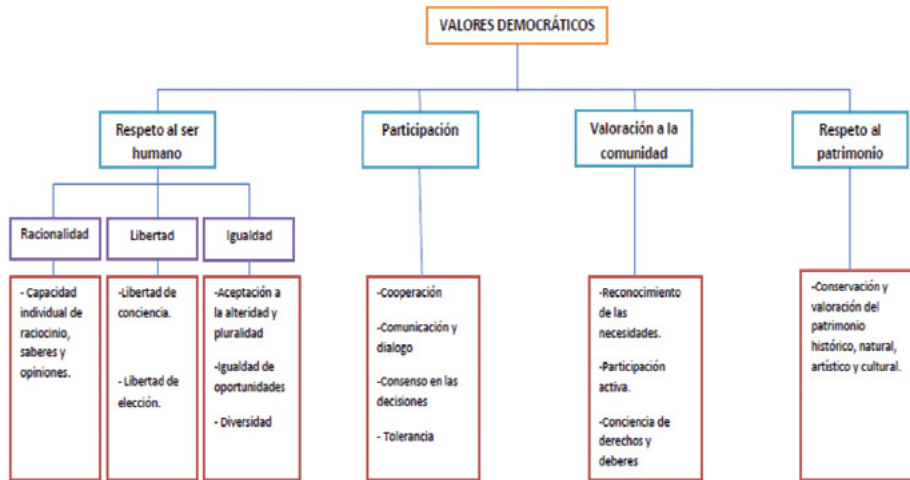 VALORES DEMOCRÁTICOS
Respeto al ser
humano
Participación
Valoración a la
comunidad
Respeto al
patrimonio
Racionalidad
Libertad
Igualdad
- Capacidad
individual de
raciocinio,
saberes y
opiniones.
-Libertad de
conciencia.
- Libertad de
elección.
-Aceptación a
la alteridad y
pluralidad
-Igualdad de
oportunidades
- Diversidad
-Cooperación
-Comunicación y
dialogo
-Consenso en las
decisiones
- Tolerancia
-Reconocimiento
de las
necesidades.
-Participación
activa.
-Conciencia de
derechos y
deberes
-Conservación y
valoración del
patrimonio
histórico, natural,
artístico y cultural.